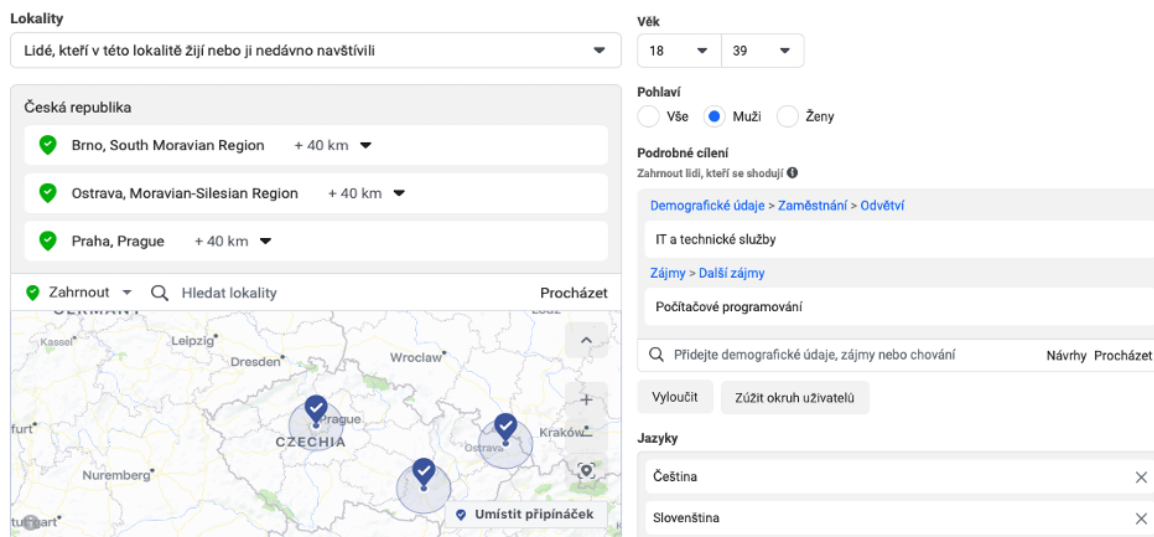 Lokality
Lidé, kteří v této lokalitě žijí nebo ji nedávno navštívili
Česká republika
Brno, South Moravian Region + 40 km
Ostrava, Moravian-Silesian Region + 40 km
Praha, Prague + 40 km
Zahrnout Hledat lokality Procházet
GERMANY
Kassel
Leipzig
Dresden
Wroclaw
Prague
CZECHIA
Ostrava
Kraków
Nuremberg
Umístit připínáček
Věk
18 39
Pohlaví
Vše Muži Ženy
Podrobné cílení
Zahrnout lidi, kteří se shodují
Demografické údaje > Zaměstnání > Odvětví
IT a technické služby
Zájmy > Další zájmy
Počítačové programování
Přidejte demografické údaje, zájmy nebo chování Návrhy Procházet
Vyloučit Zúžit okruh uživatelů
Jazyky
Čeština
Slovenština